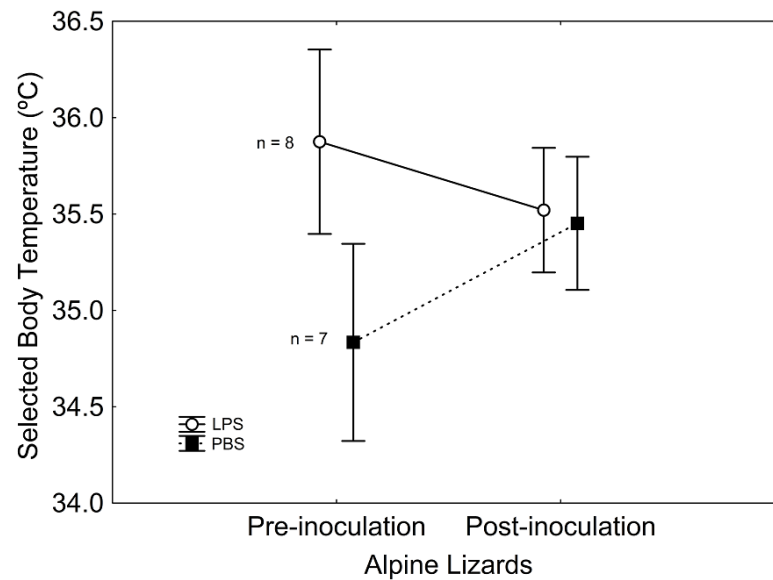 36.5
36.0
35.5
35.0
34.5
34.0
Selected Body Temperature (ºC)
n = 8
n = 7
LPS
PBS
Pre-inoculation Post-inoculation
Alpine Lizards